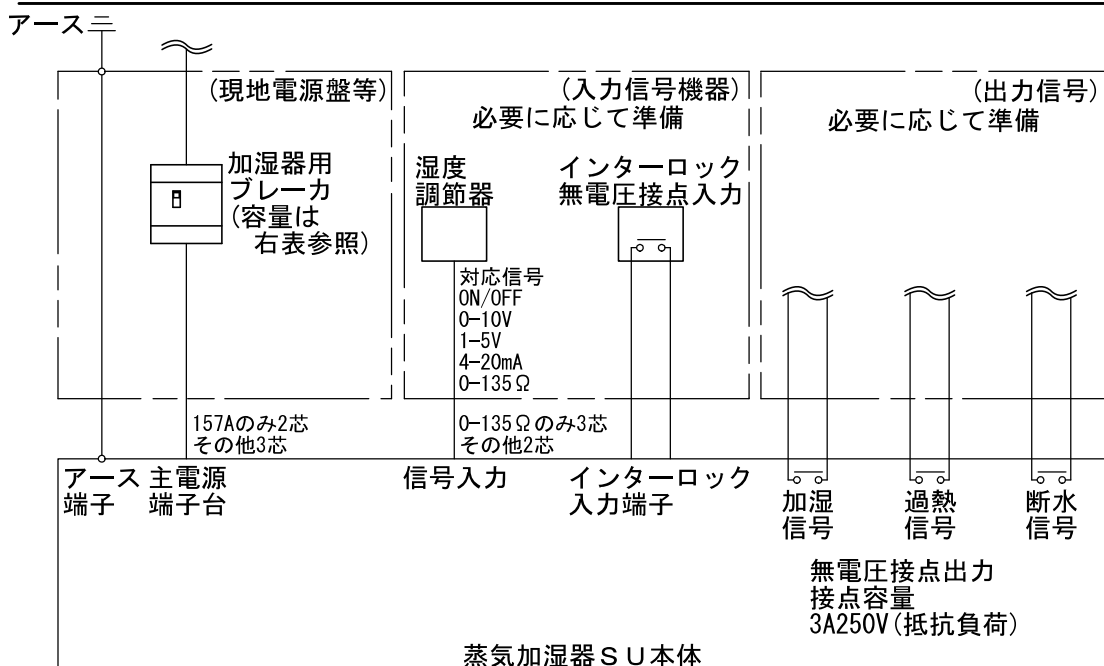 アース
(現地電源盤等)
加湿器用
ブレーカ
(容量は
右表参照)
(入力信号機器)
必要に応じて準備
湿度
調節器
インターロック
無電圧接点入力
対応信号
ON/OFF
0-10V
1-5V
4-20mA
0-135Ω
(出力信号)
必要に応じて準備
157Aのみ2芯
その他3芯
0-135Ωのみ3芯
その他2芯
アース
端子
主電源
端子台
信号入力
インターロック
入力端子
加湿
信号
過熱
信号
断水
信号
無電圧接点出力
接点容量
3A250V(抵抗負荷)
蒸気加湿器SU本体